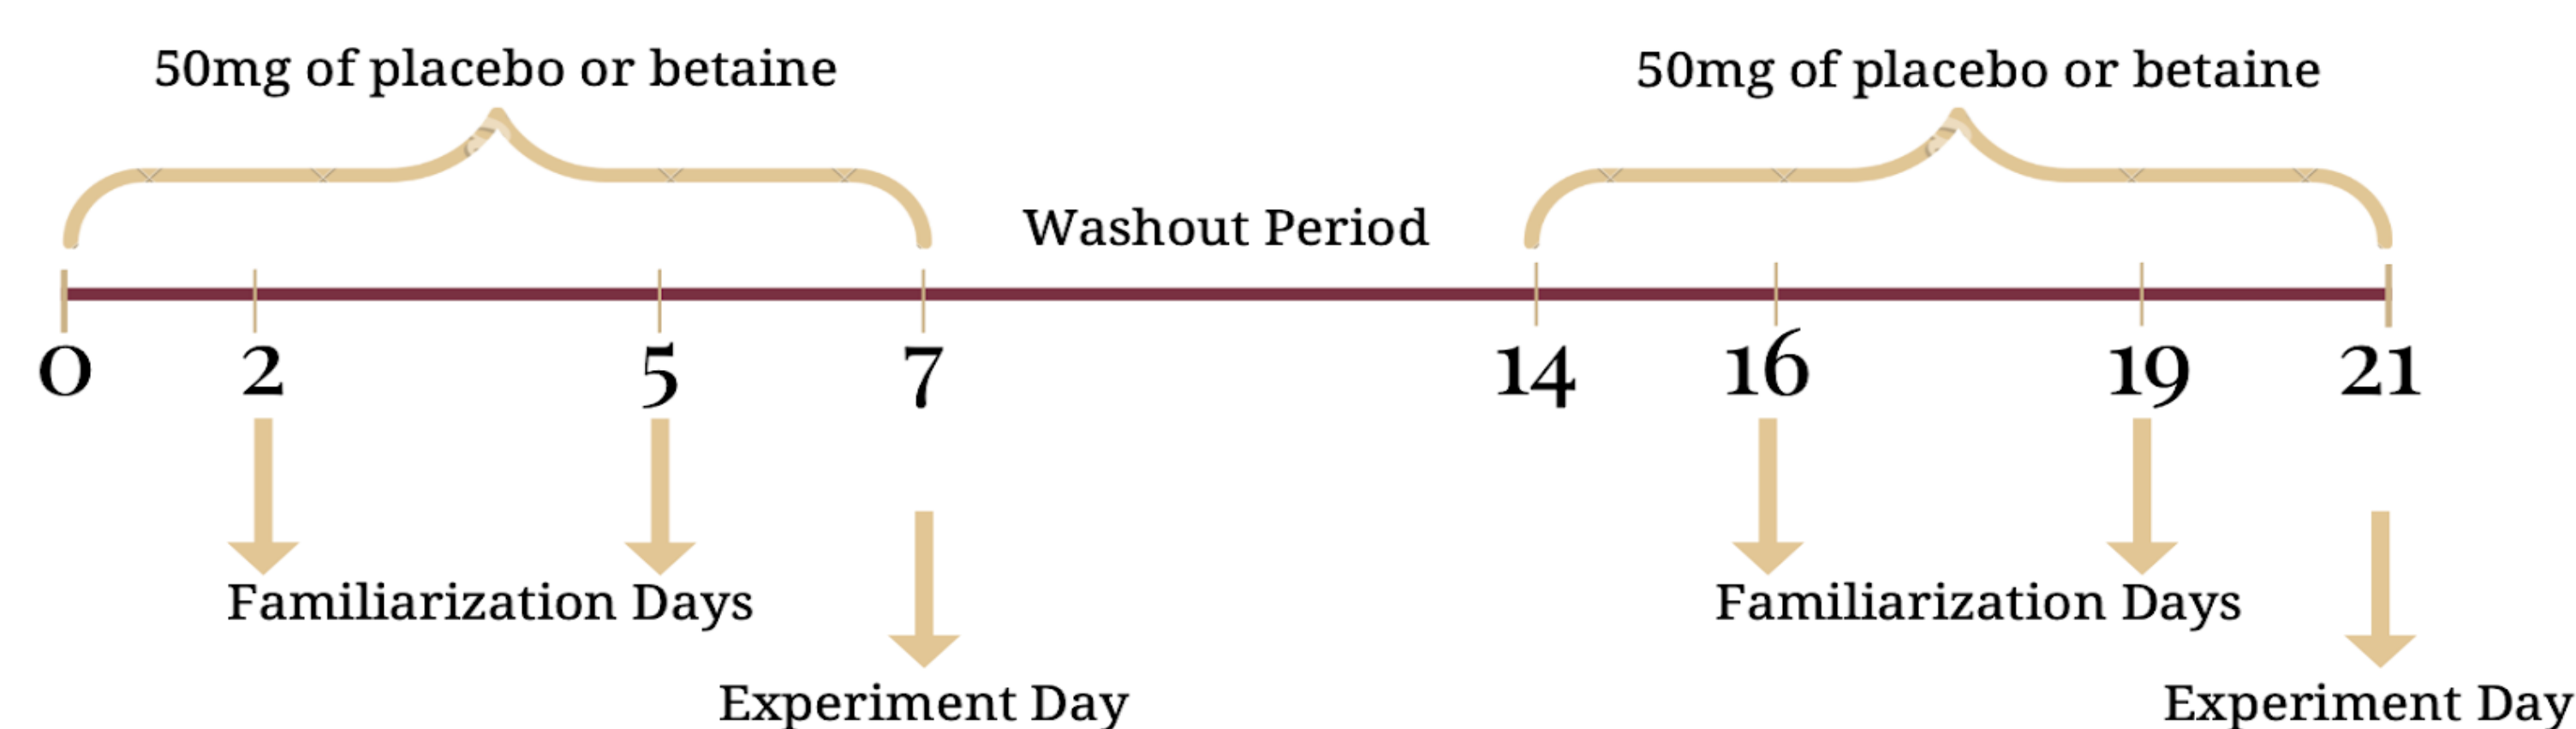 50mg of placebo or betaine
50mg of placebo or betaine
Washout Period
0 2 5 7 14 16 19 21
Familiarization Days
Familiarization Days
Experiment Day
Experiment Day